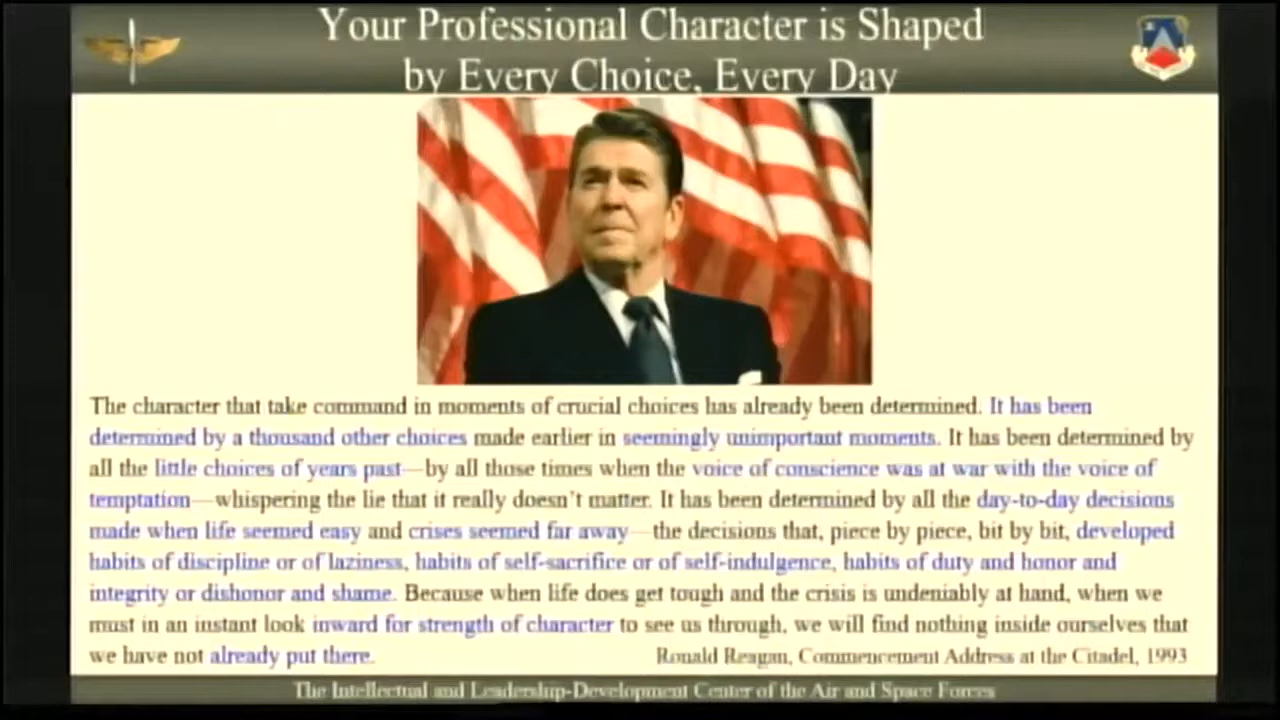 Your Professional Character is Shaped
by Every Choice, Every Day
The character that take command in moments of crucial choices has already been determined. It has been
determined by a thousand other choices made earlier in seemingly unimportant moments. It has been determined by
all the little choices of years past—by all those times when the voice of conscience was at war with the voice of
temptation—whispering the lie that it really doesn't matter. It has been determined by all the day-to-day decisions
made when life seemed easy and crises seemed far away—the decisions that, piece by piece, bit by bit, developed
habits of discipline or of laziness, habits of self-sacrifice or of self-indulgence, habits of duty and honor and
integrity or dishonor and shame. Because when life does get tough and the crisis is undeniably at hand, when we
must in an instant look inward for strength of character to see us through, we will find nothing inside ourselves that
we have not already put there. Ronald Reagan, Commencement Address at the Citadel, 1993
The Intellectual and Leadership-Development Center of the Air and Space Forces